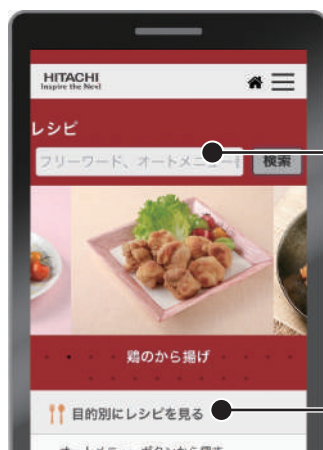 HITACHI
Inspire the Next
レシピ
フリーワード、オートメニュー
検索
鶏のから揚げ
目的別にレシピを見る